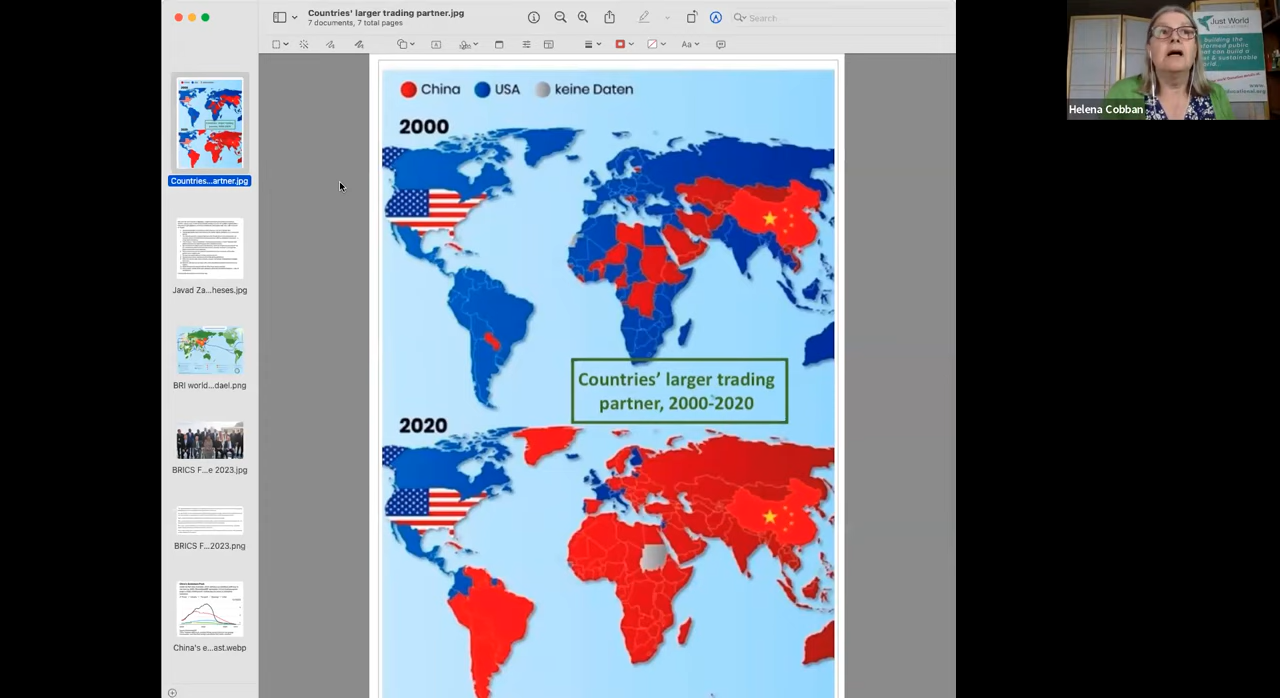 Countries' larger trading partner.jpg
7 documents, 7 total pages
Search
Countries...artner.jpg
Javad Za...heses.jpg
BRI world...dael.png
BRICS F...e 2023.jpg
BRICS F...2023.png
China's e...ast.webp
China
USA
keine Daten
2000
Countries' larger trading
partner, 2000-2020
2020
Just World
Helena Cobban